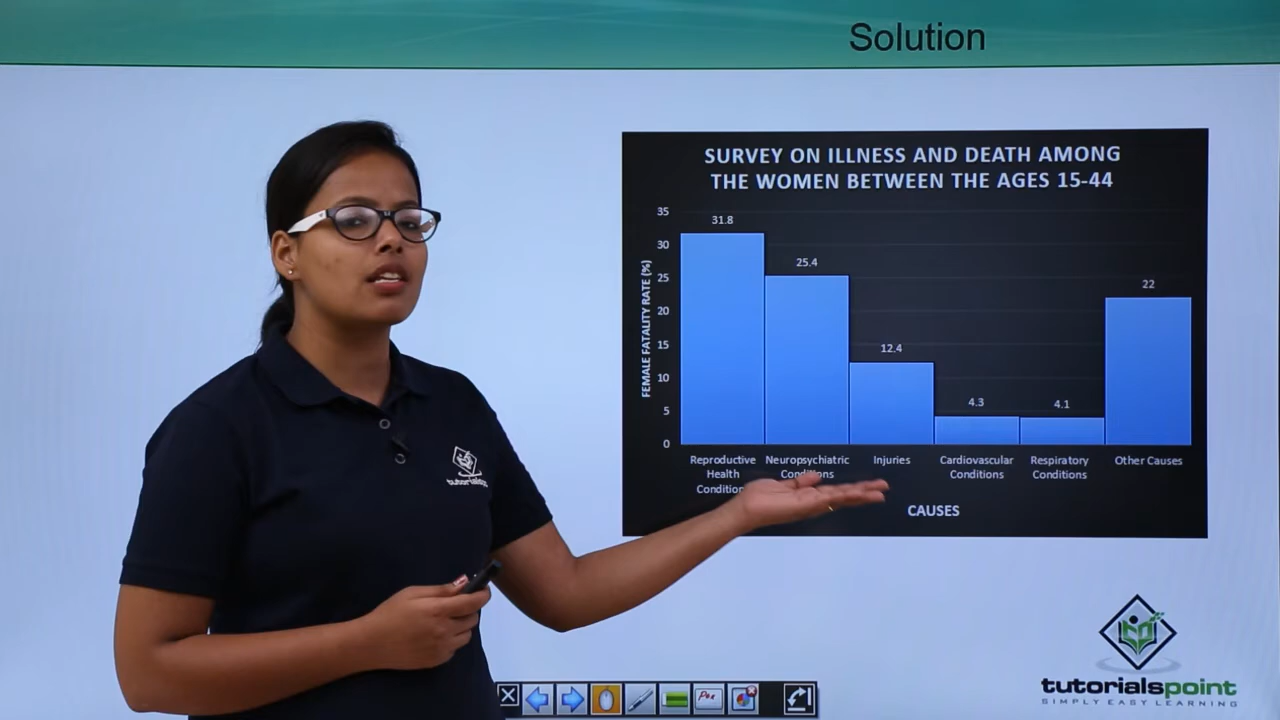 Solution
SURVEY ON ILLNESS AND DEATH AMONG
THE WOMEN BETWEEN THE AGES 15-44
FEMALE FATALITY RATE (%)
35
30
25
20
15
10
5
0
31.8
25.4
12.4
4.3
4.1
22
Reproductive
Health
Neuropsychiatric
Injuries
Cardiovascular
Conditions
Respiratory
Conditions
Other Causes
CAUSES
tutorialspoint
SIMPLY EASY LEARNING